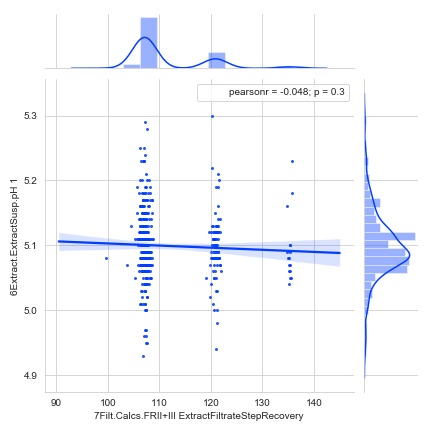 pearsonr = -0.048; p = 0.3
5.3
5.2
5.1
5.0
4.9
6Extract.ExtractSusp.pH 1
90 100 110 120 130 140
7Filt.Calcs.FRII+III ExtractFiltrateStepRecovery